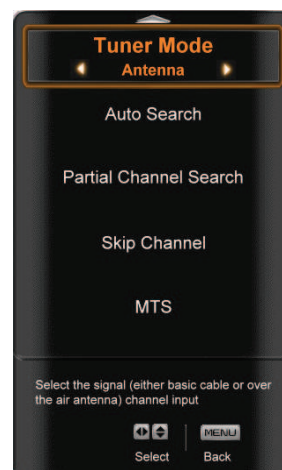 Tuner Mode
Antenna
Auto Search
Partial Channel Search
Skip Channel
MTS
Select the signal (either basic cable or over
the air antenna) channel input
MENU
Select Back